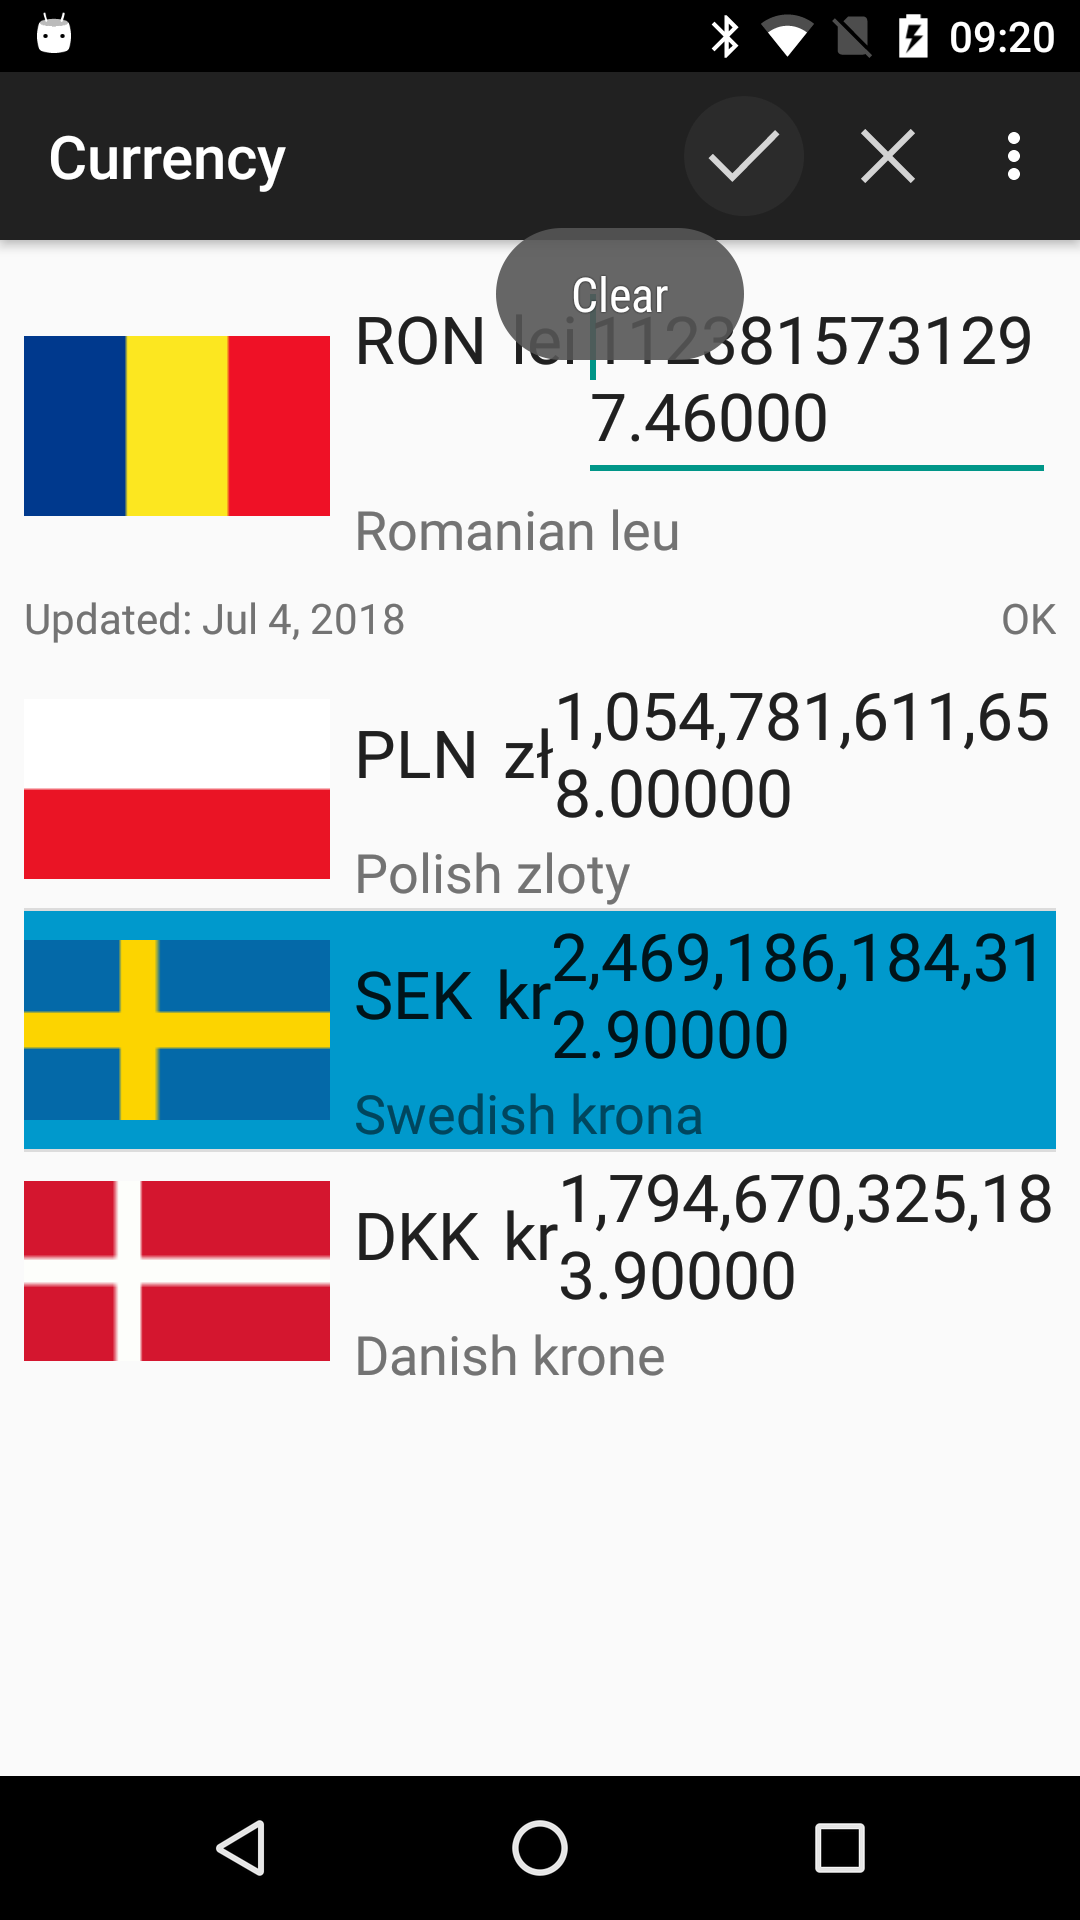 09:20
Currency
Clear
RON lei 112381573129
7.46000
Romanian leu
Updated: Jul 4, 2018 OK
PLN zł 1,054,781,611,65
8.00000
Polish zloty
SEK kr 2,469,186,184,31
2.90000
Swedish krona
DKK kr 1,794,670,325,18
3.90000
Danish krone